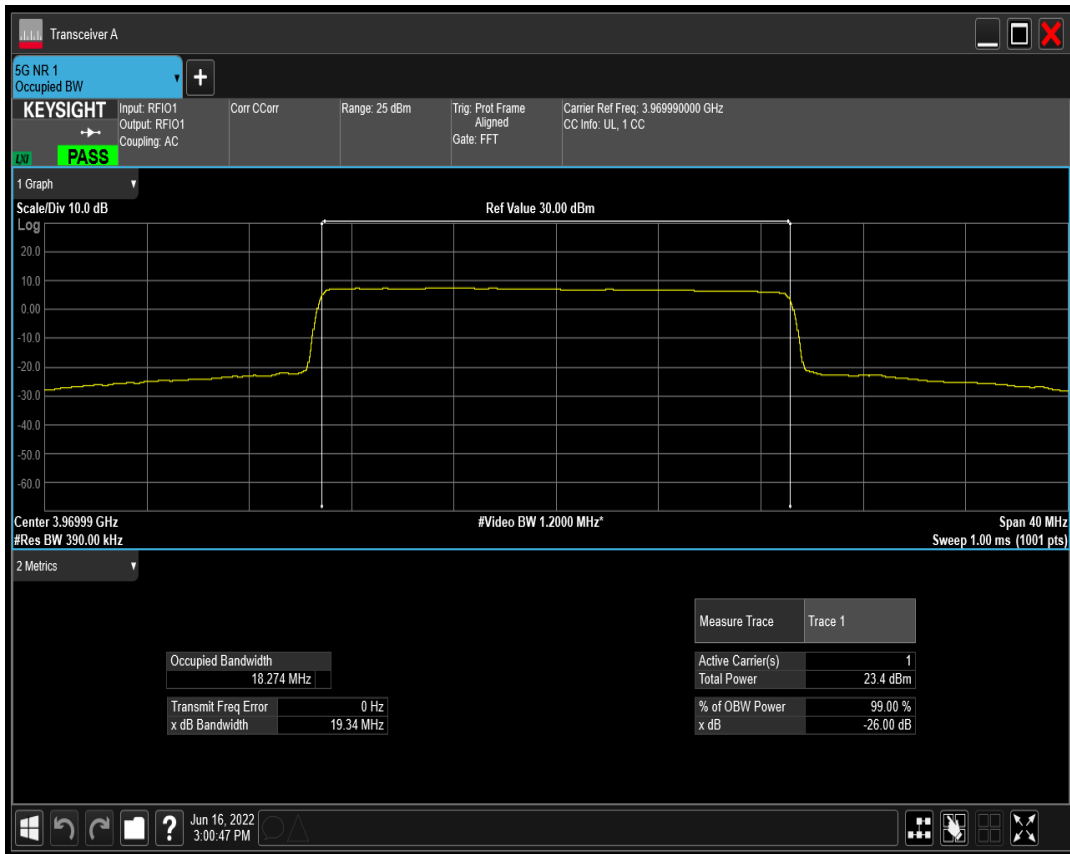 Transceiver A
5G NR 1
Occupied BW
+
KEYSIGHT
LXI
PASS
Input: RFIO1
Output: RFIO1
Coupling: AC
Corr CCorr
Range: 25 dBm
Trig: Prot Frame
Aligned
Gate: FFT
Carrier Ref Freq: 3.969990000 GHz
CC Info: UL, 1 CC
1 Graph
Scale/Div 10.0 dB
Ref Value 30.00 dBm
Log
20.0
10.0
0.00
-10.0
-20.0
-30.0
-40.0
-50.0
-60.0
Center 3.96999 GHz
#Video BW 1.2000 MHz*
Span 40 MHz
#Res BW 390.00 kHz
Sweep 1.00 ms (1001 pts)
2 Metrics
Measure Trace Trace 1
Occupied Bandwidth
18.274 MHz
Active Carrier(s) 1
Total Power 23.4 dBm
Transmit Freq Error 0 Hz
x dB Bandwidth 19.34 MHz
% of OBW Power 99.00 %
x dB -26.00 dB
?
Jun 16, 2022
3:00:47 PM